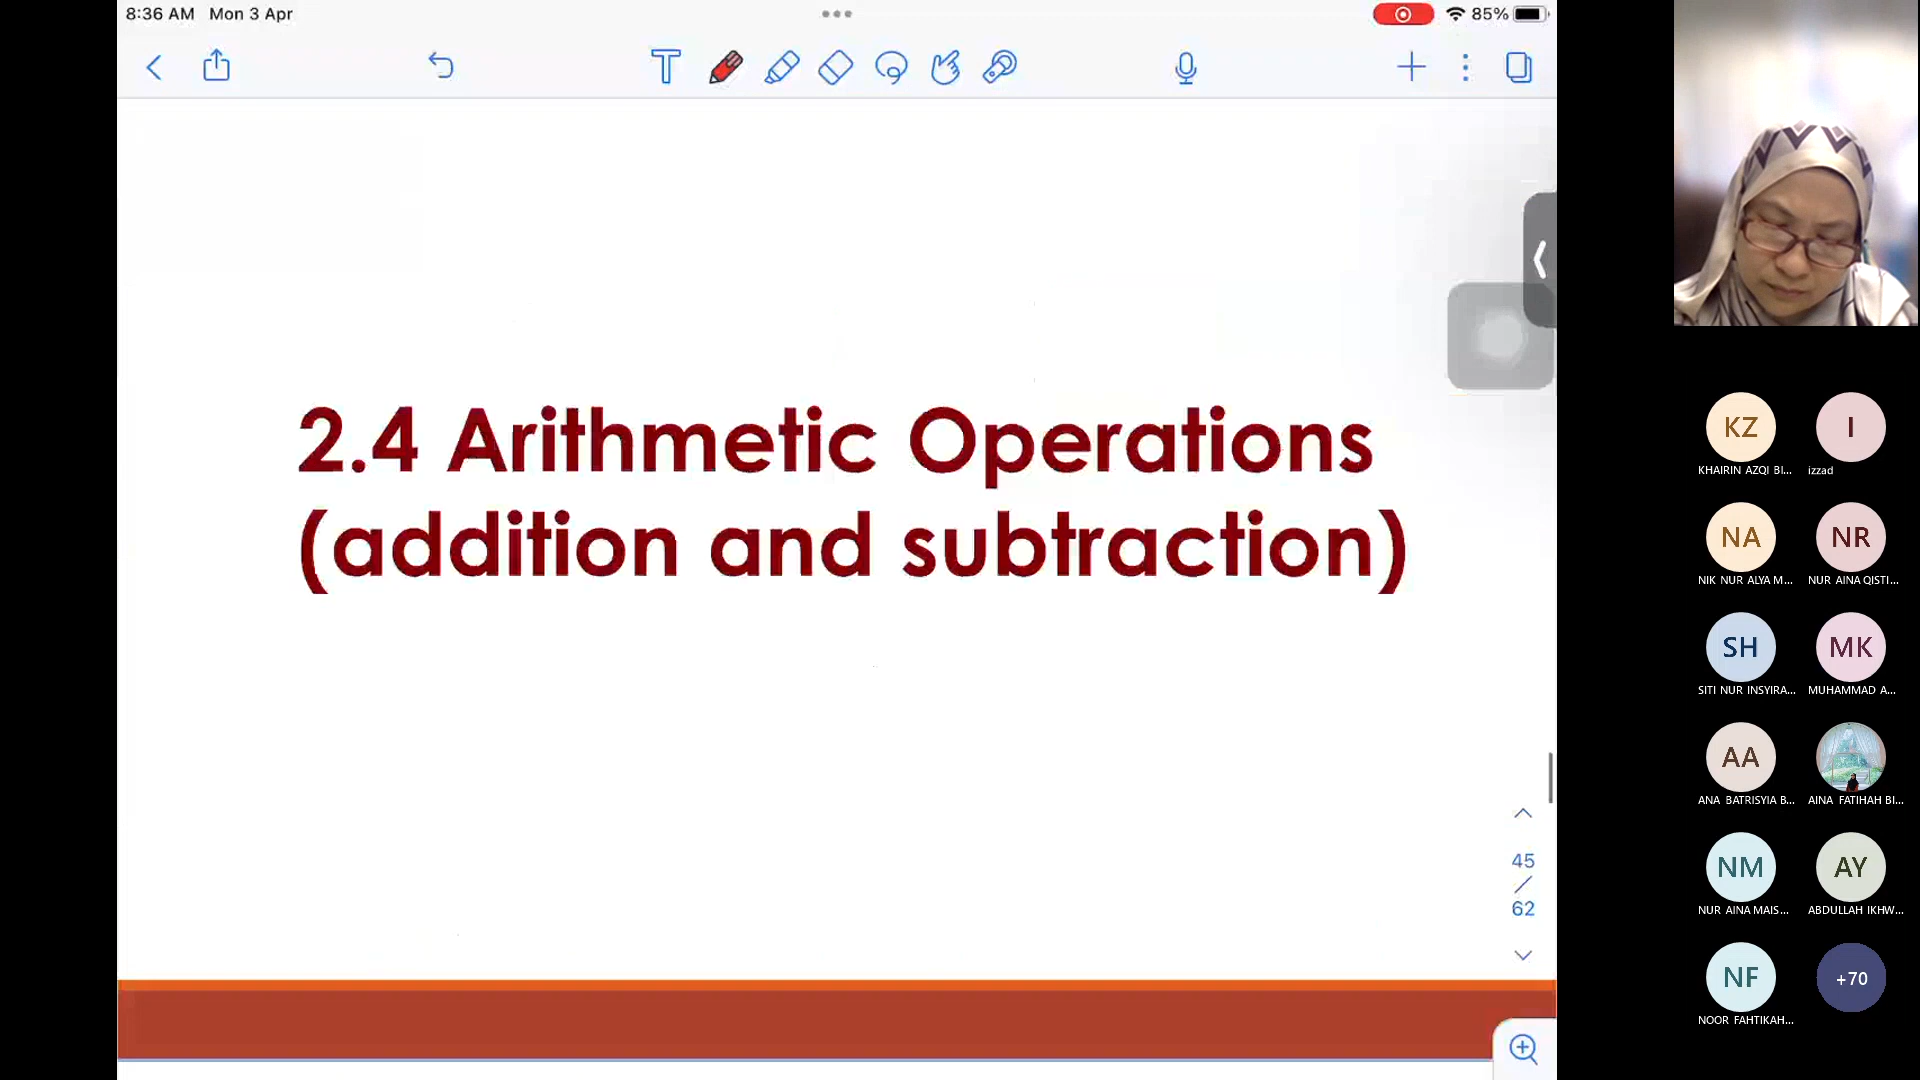 8:36 AM Mon 3 Apr
85%
2.4 Arithmetic Operations
(addition and subtraction)
45
62
KZ
KHAIRIN AZQI BI...
I
izzad
NA
NIK NUR ALYA M...
NR
NUR AINA QISTI...
SH
SITI NUR INSYIRA...
MK
MUHAMMAD A...
AA
ANA BATRISYIA B...
AINA FATIHAH BI...
NM
NUR AINA MAIS...
AY
ABDULLAH IKHW...
NF
NOOR FAHTIKAH...
+70